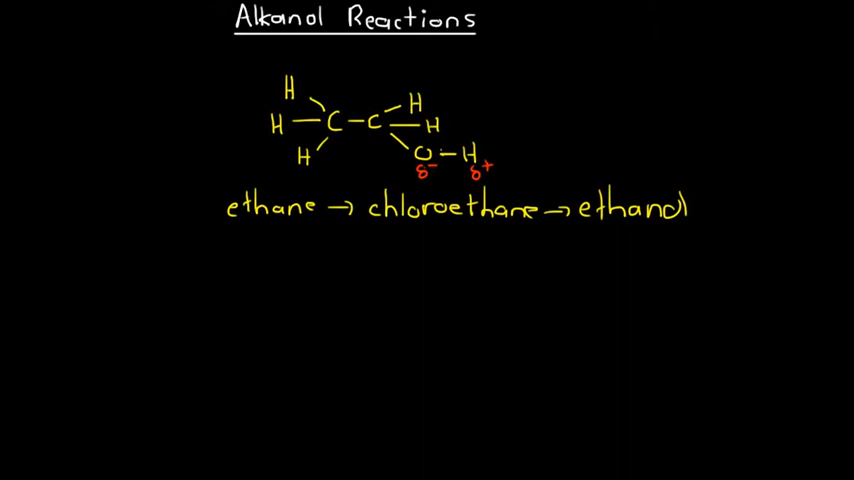 Alkanol Reactions
H
H
H — C — C — H
H O — H
δ- δ+
ethane → chloroethane → ethanol